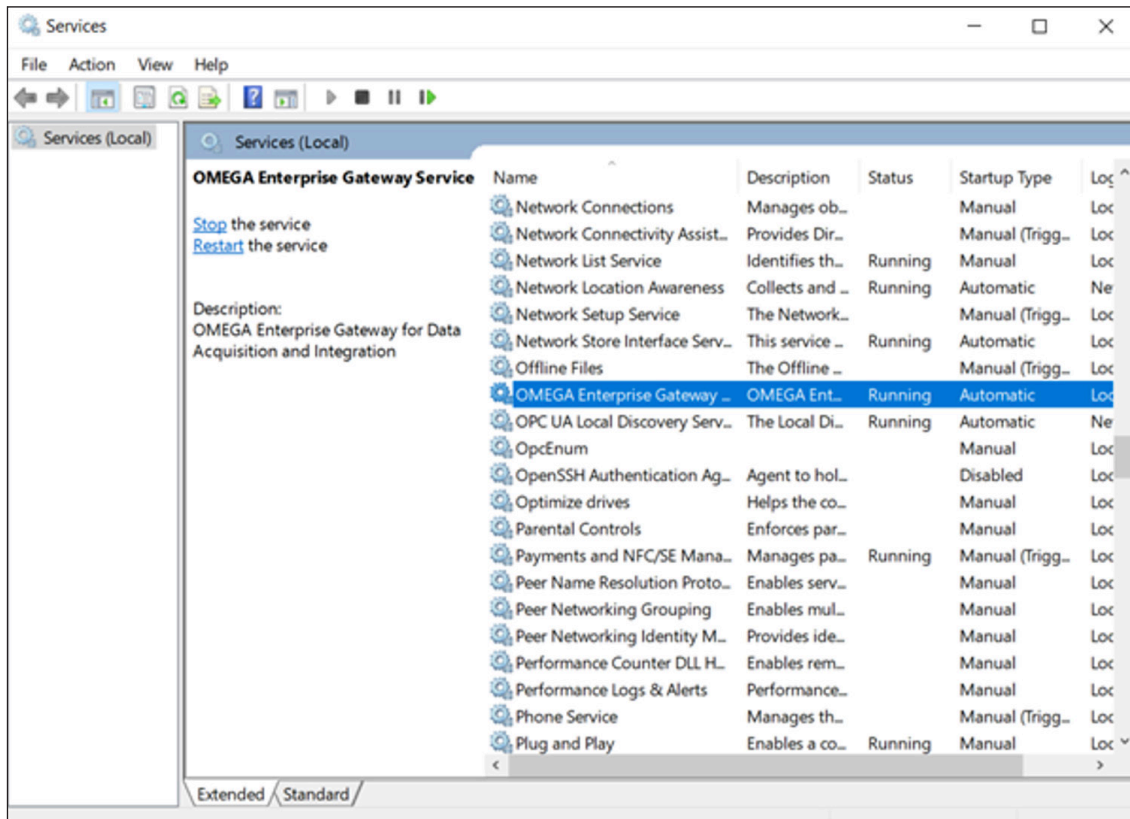 Services
File Action View Help
Services (Local)
Services (Local)
OMEGA Enterprise Gateway Service
Stop the service
Restart the service
Description:
OMEGA Enterprise Gateway for Data
Acquisition and Integration
Name Description Status Startup Type Log
Network Connections Manages ob... Manual Loc
Network Connectivity Assist... Provides Dir... Manual (Trigg... Loc
Network List Service Identifies th... Running Manual Loc
Network Location Awareness Collects and ... Running Automatic Ne
Network Setup Service The Network... Manual (Trigg... Loc
Network Store Interface Serv... This service ... Running Automatic Loc
Offline Files The Offline ... Manual (Trigg... Loc
OMEGA Enterprise Gateway ... OMEGA Ent... Running Automatic Loc
OPC UA Local Discovery Serv... The Local Di... Running Automatic Ne
OpcEnum Manual Loc
OpenSSH Authentication Ag... Agent to hol... Disabled Loc
Optimize drives Helps the co... Manual Loc
Parental Controls Enforces par... Manual Loc
Payments and NFC/SE Mana... Manages pa... Running Manual (Trigg... Loc
Peer Name Resolution Proto... Enables serv... Manual Loc
Peer Networking Grouping Enables mul... Manual Loc
Peer Networking Identity M... Provides ide... Manual Loc
Performance Counter DLL H... Enables rem... Manual Loc
Performance Logs & Alerts Performance... Manual Loc
Phone Service Manages th... Manual (Trigg... Loc
Plug and Play Enables a co... Running Manual Loc
Extended Standard